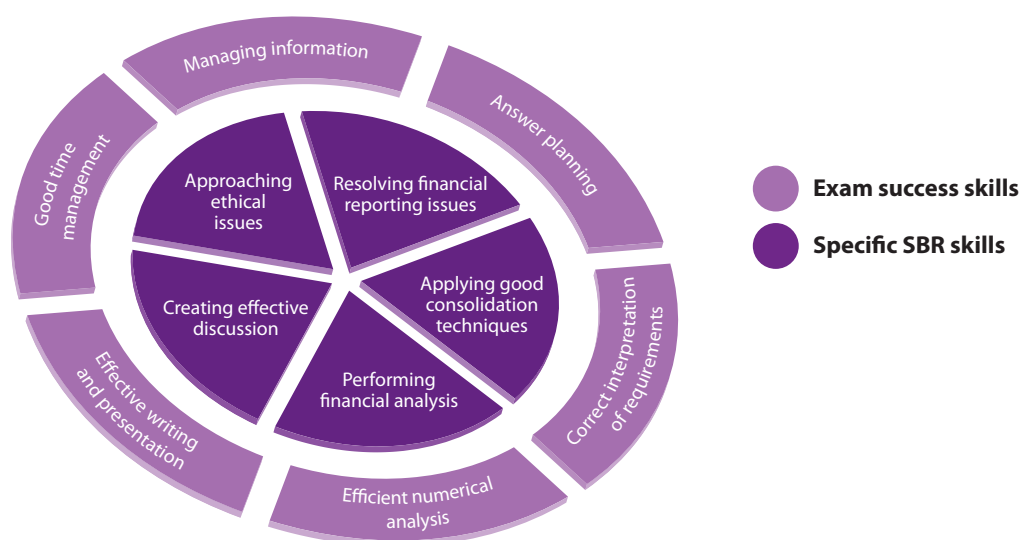 Managing information
Answer planning
Good time
management
Approaching
ethical
issues
Resolving financial
reporting issues
Exam success skills
Specific SBR skills
Applying good
consolidation
techniques
Creating effective
discussion
Correct interpretation
of requirements
Performing
financial analysis
Effective writing
and presentation
Efficient numerical
analysis